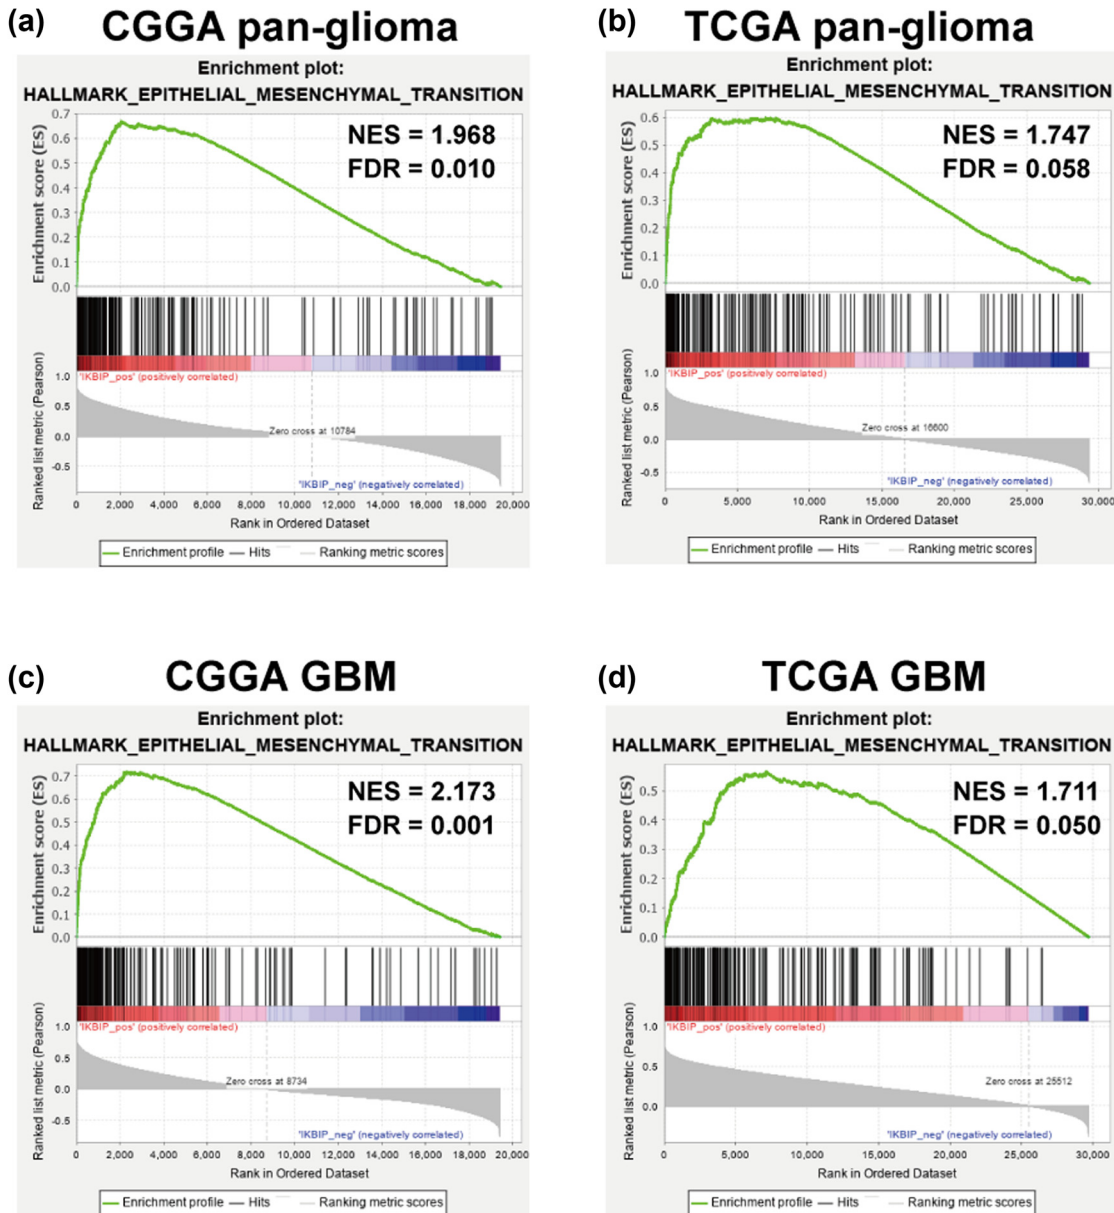 (a) CGGA pan-glioma
Enrichment plot:
HALLMARK_EPITHELIAL_MESENCHYMAL_TRANSITION
NES = 1.968
FDR = 0.010
Enrichment score (ES)
0.7
0.6
0.5
0.4
0.3
0.2
0.1
0.0
'IKBIP_pos' (positively correlated)
Ranked list metric (Pearson)
1.0
0.5
0.0
-0.5
Zero cross at 10784
'IKBIP_neg' (negatively correlated)
0 2,000 4,000 6,000 8,000 10,000 12,000 14,000 16,000 18,000 20,000
Rank in Ordered Dataset
Enrichment profile Hits Ranking metric scores
(b) TCGA pan-glioma
Enrichment plot:
HALLMARK_EPITHELIAL_MESENCHYMAL_TRANSITION
NES = 1.747
FDR = 0.058
Enrichment score (ES)
0.6
0.5
0.4
0.3
0.2
0.1
0.0
'IKBIP_pos' (positively correlated)
Ranked list metric (Pearson)
1.0
0.5
0.0
-0.5
Zero cross at 16600
'IKBIP_neg' (negatively correlated)
0 5,000 10,000 15,000 20,000 25,000 30,000
Rank in Ordered Dataset
Enrichment profile Hits Ranking metric scores
(c) CGGA GBM
Enrichment plot:
HALLMARK_EPITHELIAL_MESENCHYMAL_TRANSITION
NES = 2.173
FDR = 0.001
Enrichment score (ES)
0.7
0.6
0.5
0.4
0.3
0.2
0.1
0.0
'IKBIP_pos' (positively correlated)
Ranked list metric (Pearson)
1.0
0.5
0.0
-0.5
Zero cross at 8734
'IKBIP_neg' (negatively correlated)
0 2,000 4,000 6,000 8,000 10,000 12,000 14,000 16,000 18,000 20,000
Rank in Ordered Dataset
Enrichment profile Hits Ranking metric scores
(d) TCGA GBM
Enrichment plot:
HALLMARK_EPITHELIAL_MESENCHYMAL_TRANSITION
NES = 1.711
FDR = 0.050
Enrichment score (ES)
0.5
0.4
0.3
0.2
0.1
0.0
'IKBIP_pos' (positively correlated)
Ranked list metric (Pearson)
1.0
0.5
0.0
Zero cross at 25512
'IKBIP_neg' (negatively correlated)
0 5,000 10,000 15,000 20,000 25,000 30,000
Rank in Ordered Dataset
Enrichment profile Hits Ranking metric scores